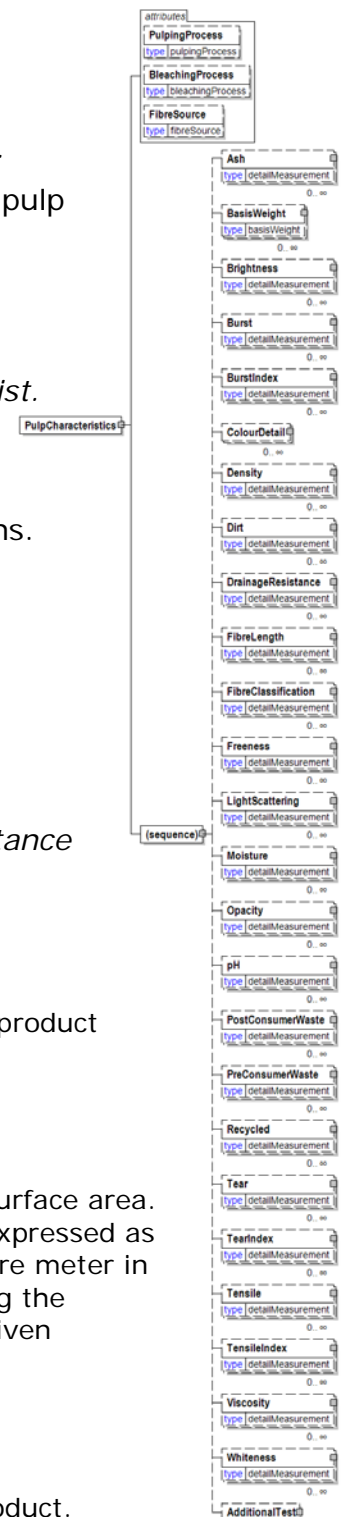 pulp
ist.
ns.
tance
product
urface area.
expressed as
re meter in
g the
iven
oduct.
attributes
PulpingProcess
type pulpingProcess
BleachingProcess
type bleachingProcess
FibreSource
type fibreSource
PulpCharacteristics
(sequence)
Ash
type detailMeasurement
0.. ∞
BasisWeight
type basisWeight
0.. ∞
Brightness
type detailMeasurement
0.. ∞
Burst
type detailMeasurement
0.. ∞
BurstIndex
type detailMeasurement
0.. ∞
ColourDetail
0.. ∞
Density
type detailMeasurement
0.. ∞
Dirt
type detailMeasurement
0.. ∞
DrainageResistance
type detailMeasurement
0.. ∞
FibreLength
type detailMeasurement
0.. ∞
FibreClassification
type detailMeasurement
0.. ∞
Freeness
type detailMeasurement
0.. ∞
LightScattering
type detailMeasurement
0.. ∞
Moisture
type detailMeasurement
0.. ∞
Opacity
type detailMeasurement
0.. ∞
pH
type detailMeasurement
0.. ∞
PostConsumerWaste
type detailMeasurement
0.. ∞
PreConsumerWaste
type detailMeasurement
0.. ∞
Recycled
type detailMeasurement
0.. ∞
Tear
type detailMeasurement
0.. ∞
TearIndex
type detailMeasurement
0.. ∞
Tensile
type detailMeasurement
0.. ∞
TensileIndex
type detailMeasurement
0.. ∞
Viscosity
type detailMeasurement
0.. ∞
Whiteness
type detailMeasurement
0.. ∞
AdditionalTest